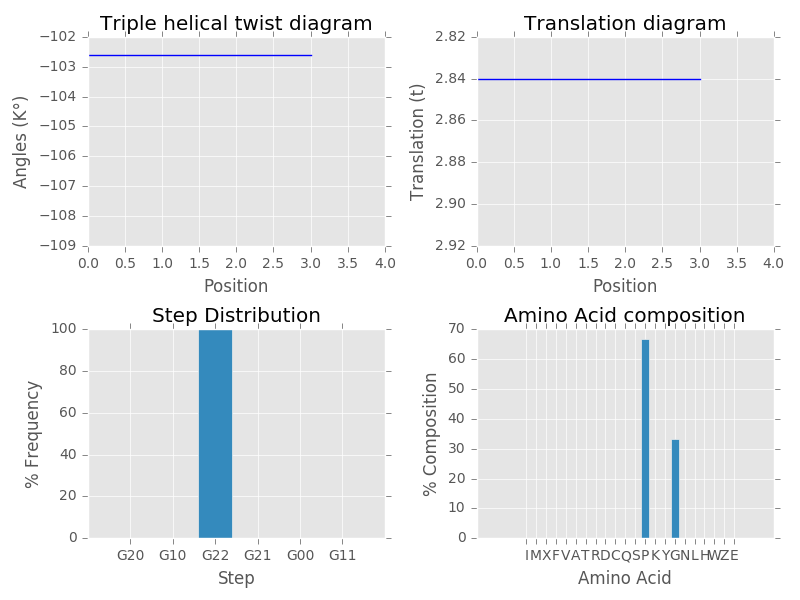 Triple helical twist diagram
−102
−103
−104
−105
−106
−107
−108
−109
Angles (K°)
0.0 0.5 1.0 1.5 2.0 2.5 3.0 3.5 4.0
Position
Translation diagram
2.82
2.84
2.86
2.88
2.90
2.92
Translation (t)
0.0 0.5 1.0 1.5 2.0 2.5 3.0 3.5 4.0
Position
Step Distribution
100
80
60
40
20
0
% Frequency
G20 G10 G22 G21 G00 G11
Step
Amino Acid composition
70
60
50
40
30
20
10
0
% Composition
I M X F V A T R D C Q S P K Y G N L H W Z E
Amino Acid